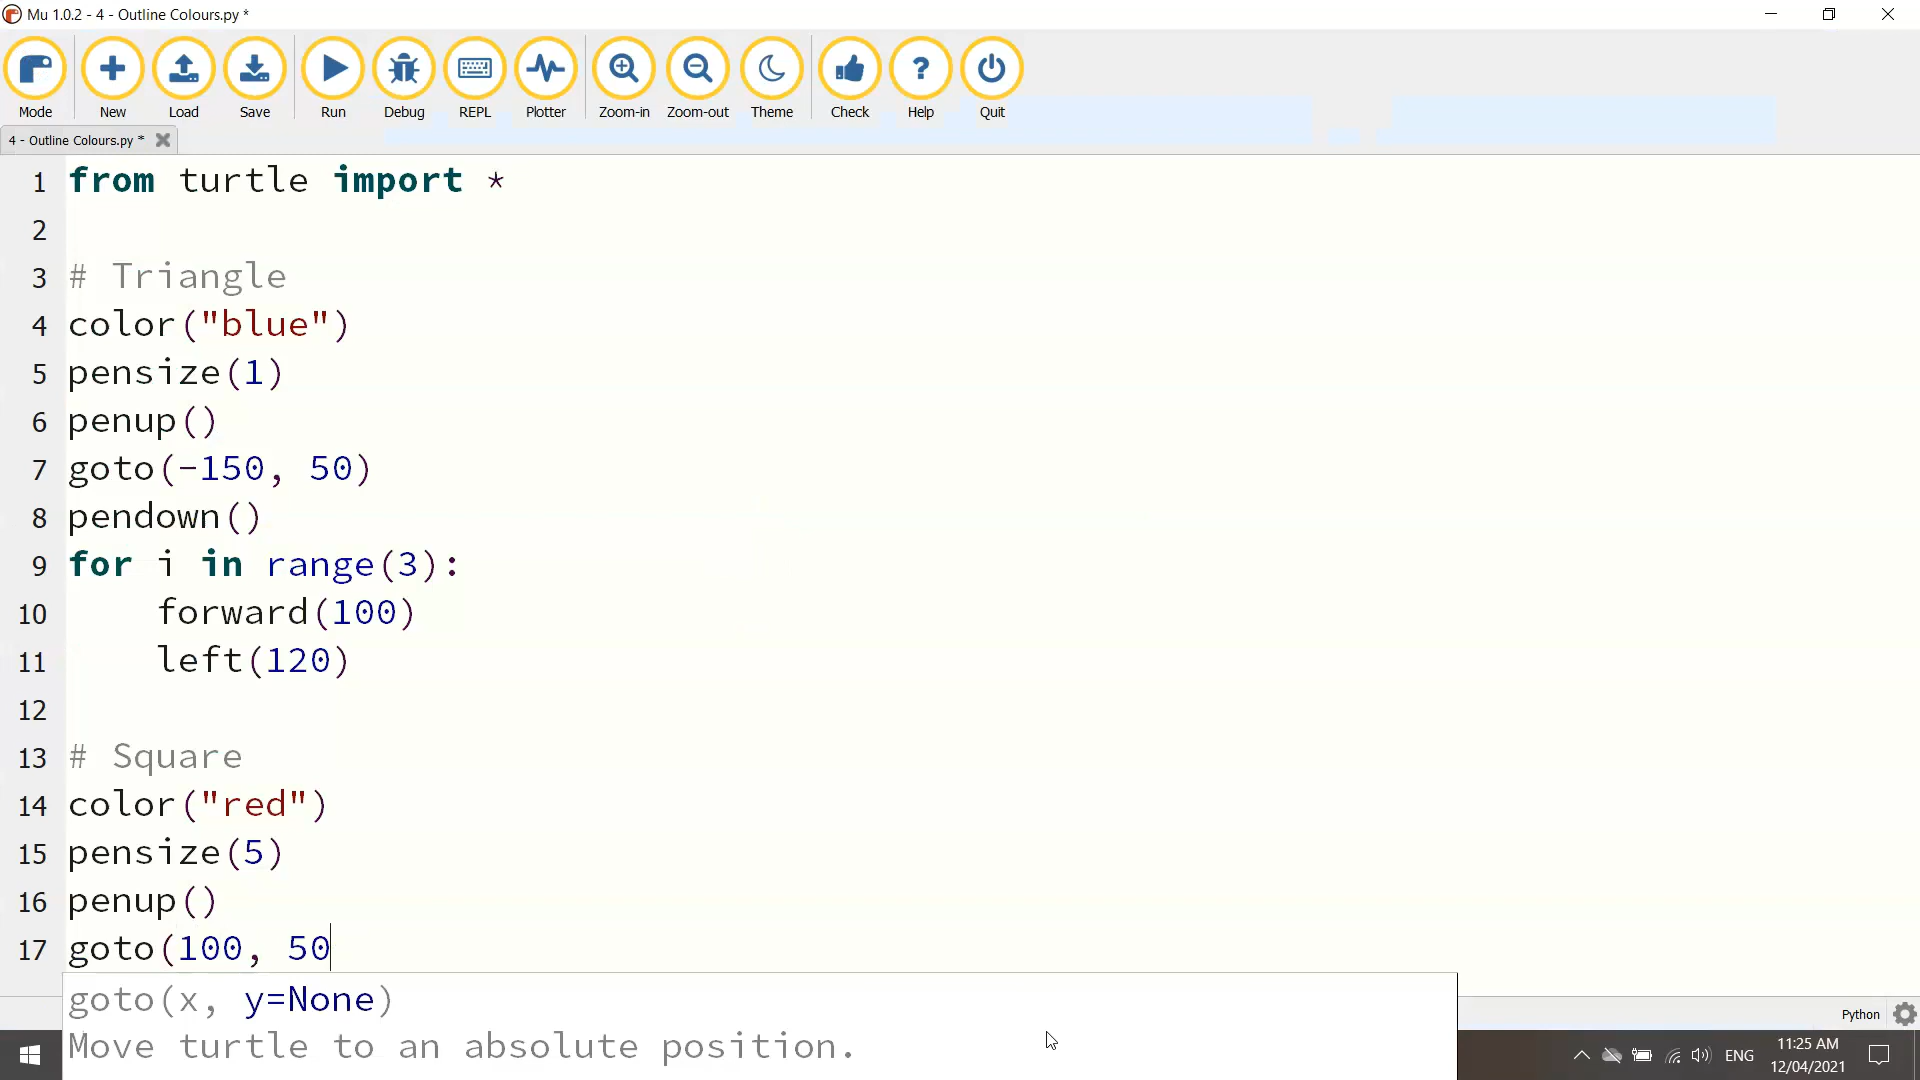 Mu 1.0.2 - 4 - Outline Colours.py *
Mode New Load Save Run Debug REPL Plotter Zoom-in Zoom-out Theme Check Help Quit
4 - Outline Colours.py *
1 from turtle import *
2
3 # Triangle
4 color("blue")
5 pensize(1)
6 penup()
7 goto(-150, 50)
8 pendown()
9 for i in range(3):
10 forward(100)
11 left(120)
12
13 # Square
14 color("red")
15 pensize(5)
16 penup()
17 goto(100, 50
goto(x, y=None)
Move turtle to an absolute position.
Python
ENG
11:25 AM
12/04/2021